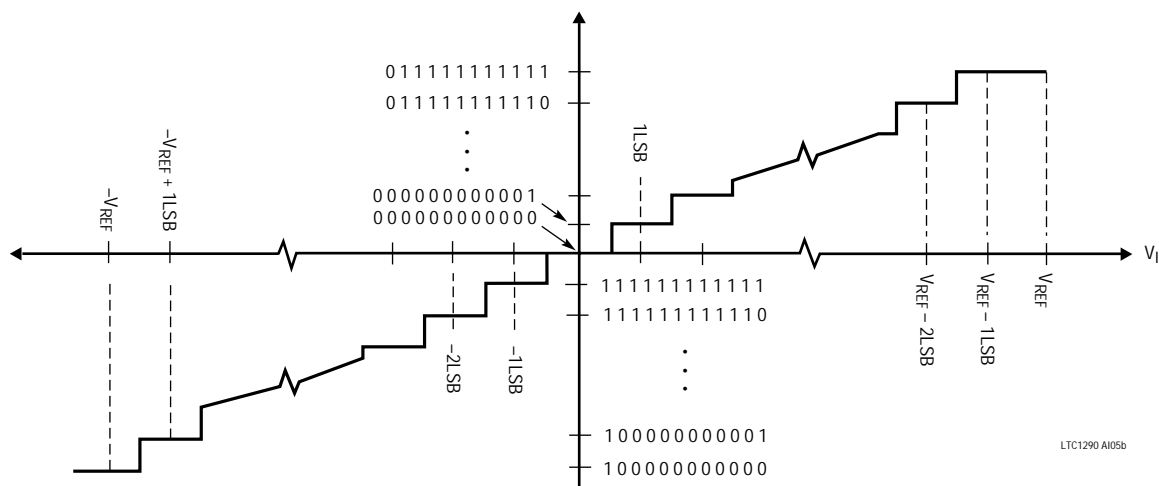 011111111111
011111111110
1LSB
–VREF + 1LSB
–VREF
000000000001
000000000000
VI
111111111111
111111111110
VREF – 2LSB
VREF – 1LSB
VREF
–2LSB
–1LSB
100000000001
100000000000
LTC1290 AI05b